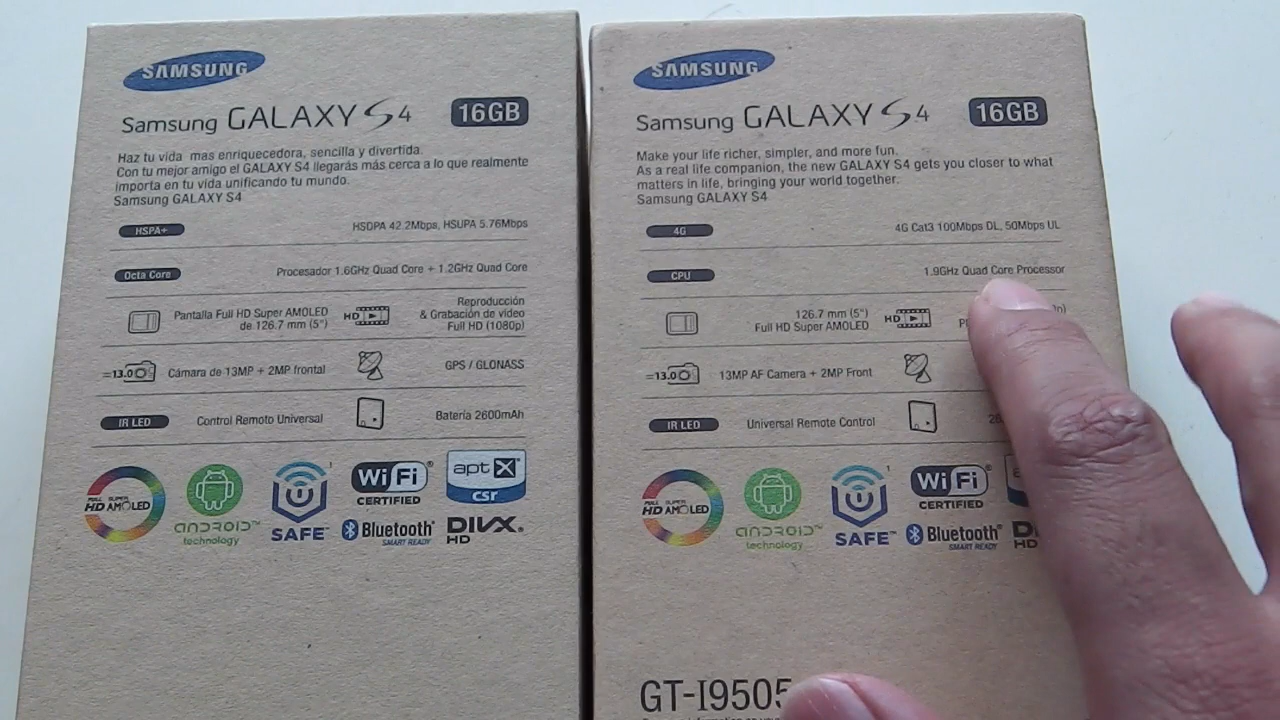 SAMSUNG
Samsung GALAXY S4 16GB
Haz tu vida mas enriquecedora, sencilla y divertida.
Con tu mejor amigo el GALAXY S4 llegarás más cerca a lo que realmente
importa en tu vida unificando tu mundo.
Samsung GALAXY S4
HSPA+ HSDPA 42.2Mbps, HSUPA 5.76Mbps
Octa Core Procesador 1.6GHz Quad Core + 1.2GHz Quad Core
Pantalla Full HD Super AMOLED
de 126.7 mm (5")
HD
Reproducción
& Grabación de vídeo
Full HD (1080p)
=13.0 Cámara de 13MP + 2MP frontal
GPS / GLONASS
IR LED Control Remoto Universal
Batería 2600mAh
FULL SUPER
HD AMOLED
ANDROID™
technology
SAFE™
WiFi®
CERTIFIED
Bluetooth®
SMART READY
aptX
csr
DIVX®
HD
SAMSUNG
Samsung GALAXY S4 16GB
Make your life richer, simpler, and more fun.
As a real life companion, the new GALAXY S4 gets you closer to what
matters in life, bringing your world together.
Samsung GALAXY S4
4G 4G Cat3 100Mbps DL, 50Mbps UL
CPU 1.9GHz Quad Core Processor
126.7 mm (5")
Full HD Super AMOLED
HD
=13.0 13MP AF Camera + 2MP Front
IR LED Universal Remote Control
FULL SUPER
HD AMOLED
ANDROID™
technology
SAFE™
WiFi®
CERTIFIED
Bluetooth®
SMART READY
HD
GT-I9505